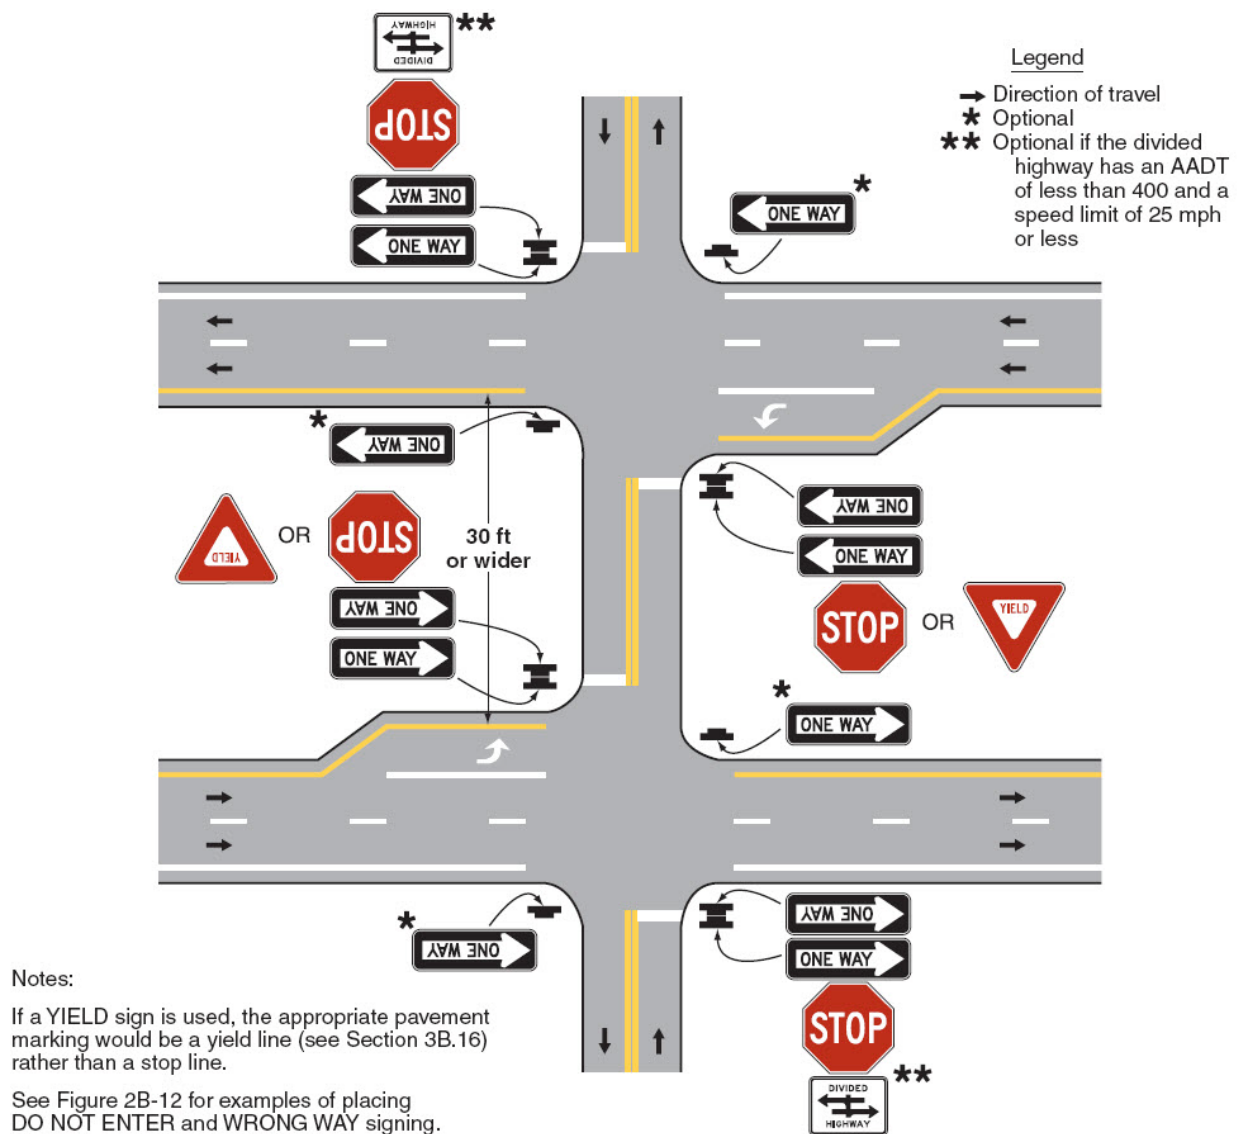 DIVIDED
HIGHWAY
**
STOP
ONE WAY
ONE WAY
ONE WAY
*
Legend
Direction of travel
* Optional
** Optional if the divided
highway has an AADT
of less than 400 and a
speed limit of 25 mph
or less
*
ONE WAY
YIELD
OR
STOP
ONE WAY
ONE WAY
30 ft
or wider
ONE WAY
ONE WAY
STOP
OR
YIELD
*
ONE WAY
*
ONE WAY
ONE WAY
ONE WAY
STOP
DIVIDED
HIGHWAY
**
Notes:
If a YIELD sign is used, the appropriate pavement
marking would be a yield line (see Section 3B.16)
rather than a stop line.
See Figure 2B-12 for examples of placing
DO NOT ENTER and WRONG WAY signing.